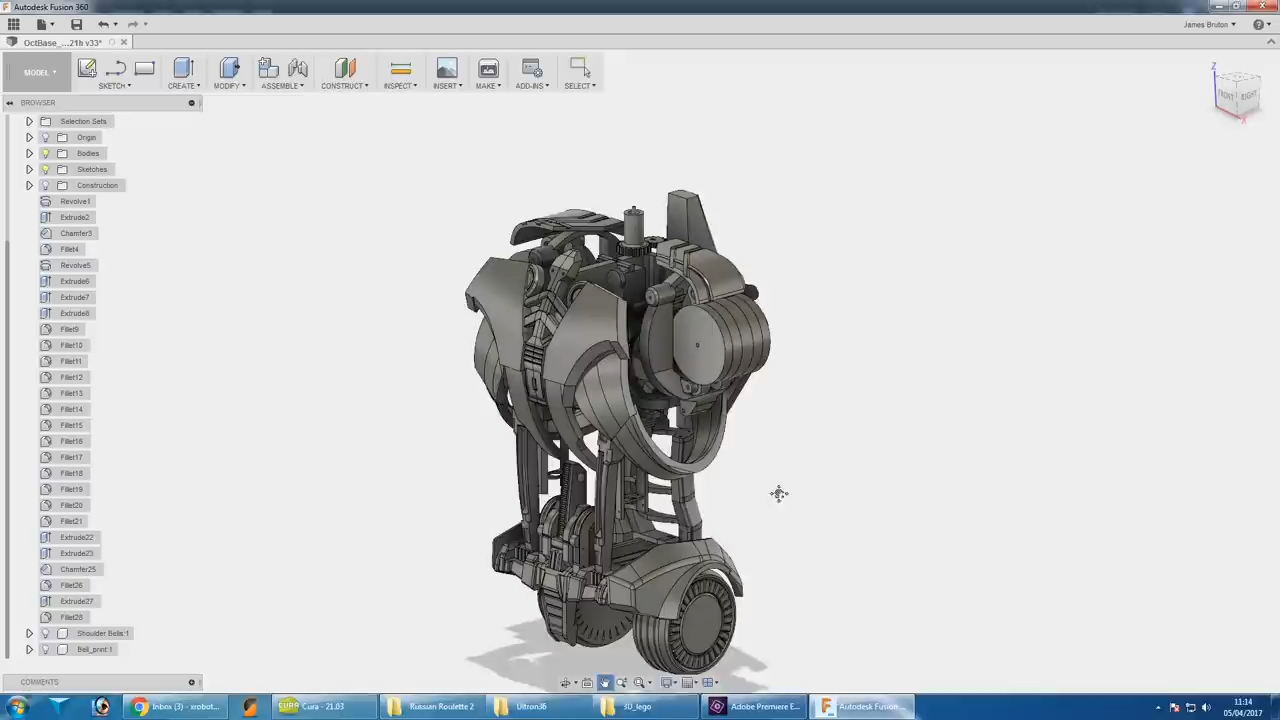 Autodesk Fusion 360
James Bruton
OctBase_...21h v33*
MODEL
SKETCH
CREATE
MODIFY
ASSEMBLE
CONSTRUCT
INSPECT
INSERT
MAKE
ADD-INS
SELECT
Z
FRONT
RIGHT
X
BROWSER
Selection Sets
Origin
Bodies
Sketches
Construction
Revolve1
Extrude2
Chamfer3
Fillet4
Revolve5
Extrude6
Extrude7
Extrude8
Fillet9
Fillet10
Fillet11
Fillet12
Fillet13
Fillet14
Fillet15
Fillet16
Fillet17
Fillet18
Fillet19
Fillet20
Fillet21
Extrude22
Extrude23
Chamfer25
Fillet26
Extrude27
Fillet28
Shoulder Bells:1
Bell_print:1
COMMENTS
Inbox (3) - xrobot...
Cura - 21.03
Russian Roulette 2
Ultron36
3D_lego
Adobe Premiere E...
Autodesk Fusion ...
11:14
05/04/2017